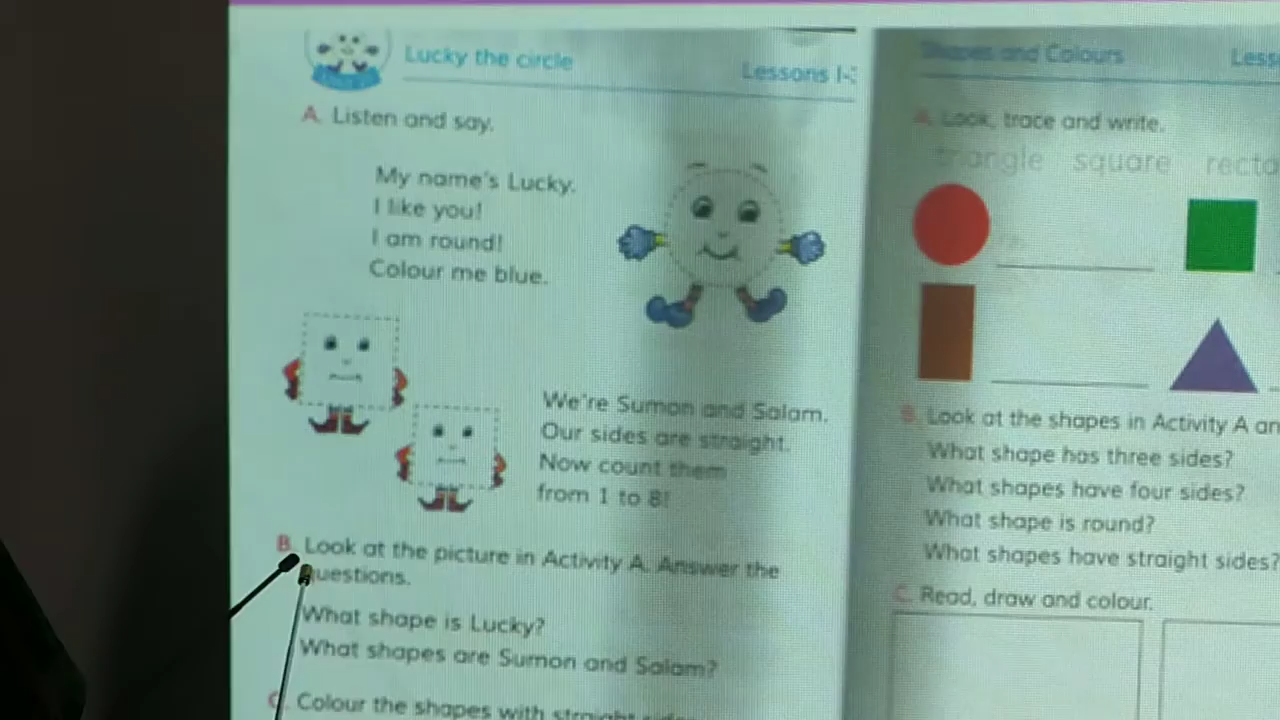 Lucky the circle
Lessons 1-3
A. Listen and say.
My name's Lucky.
I like you!
I am round!
Colour me blue.
We're Sumon and Salam.
Our sides are straight.
Now count them
from 1 to 8!
B. Look at the picture in Activity A. Answer the
questions.
What shape is Lucky?
What shapes are Sumon and Salam?
C. Colour the shapes with straight
Shapes and Colours
A. Look, trace and write.
triangle square
B. Look at the shapes in Activity A
What shape has three sides?
What shapes have four sides?
What shape is round?
What shapes have straight sides?
C. Read, draw and colour.